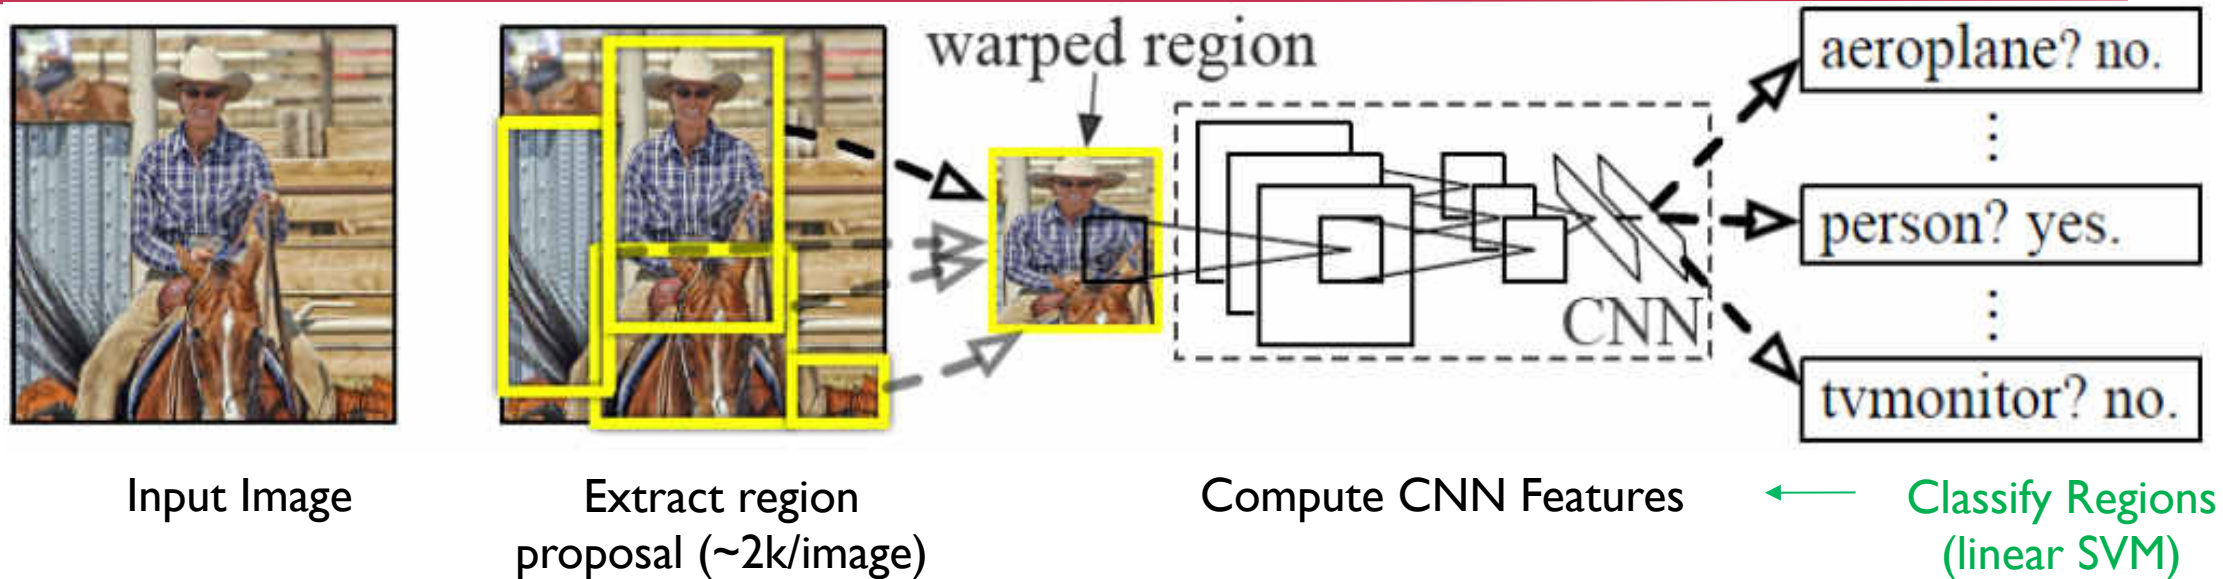 warped region
aeroplane? no.
person? yes.
CNN
tvmonitor? no.
Input Image
Extract region
proposal (~2k/image)
Compute CNN Features
Classify Regions
(linear SVM)